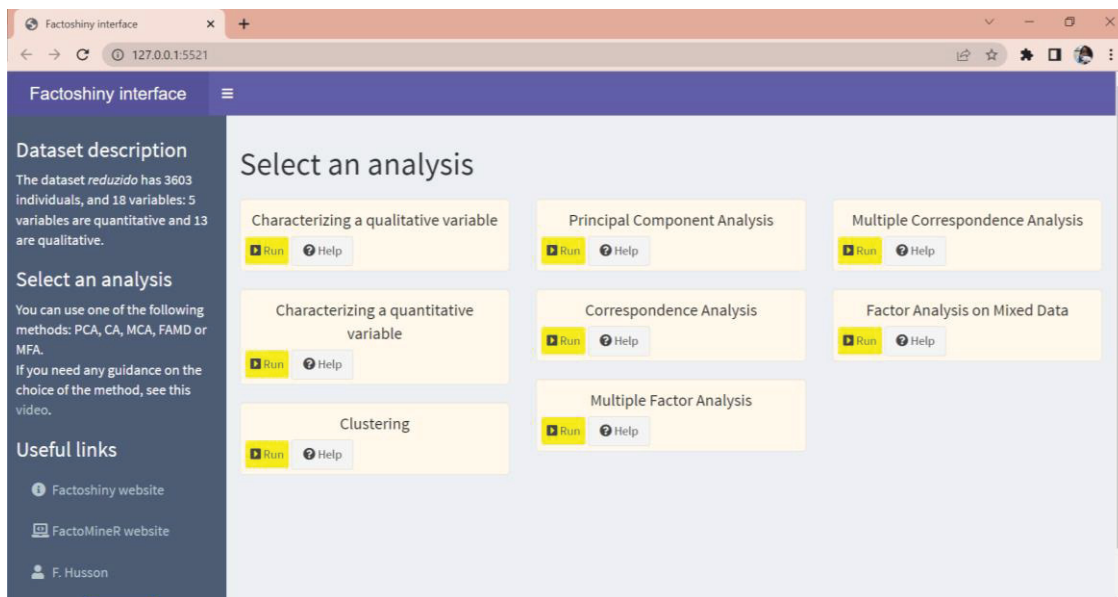 Factoshiny interface
127.0.0.1:5521
Factoshiny interface
Dataset description
The dataset reduzido has 3603
individuals, and 18 variables: 5
variables are quantitative and 13
are qualitative.
Select an analysis
You can use one of the following
methods: PCA, CA, MCA, FAMD or
MFA.
If you need any guidance on the
choice of the method, see this
video.
Useful links
Factoshiny website
FactoMineR website
F. Husson
Select an analysis
Characterizing a qualitative variable
Run Help
Characterizing a quantitative
variable
Run Help
Clustering
Run Help
Principal Component Analysis
Run Help
Correspondence Analysis
Run Help
Multiple Factor Analysis
Run Help
Multiple Correspondence Analysis
Run Help
Factor Analysis on Mixed Data
Run Help